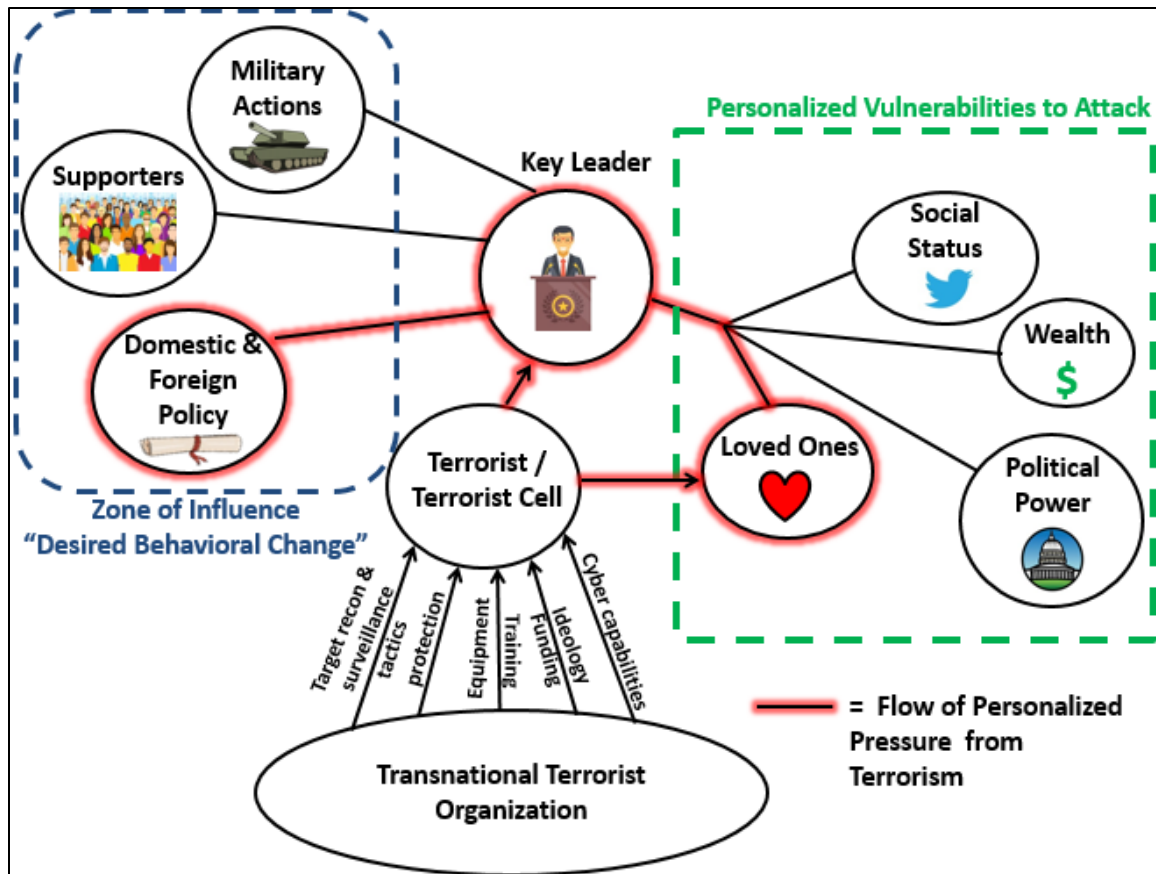 Military
Actions
Supporters
Domestic &
Foreign
Policy
Zone of Influence
“Desired Behavioral Change”
Key Leader
Personalized Vulnerabilities to Attack
Social
Status
Wealth
$
Loved Ones
Political
Power
Terrorist /
Terrorist Cell
Target recon &
surveillance
tactics
protection
Equipment
Training
Ideology
Funding
Cyber capabilities
Transnational Terrorist
Organization
= Flow of Personalized
Pressure from
Terrorism